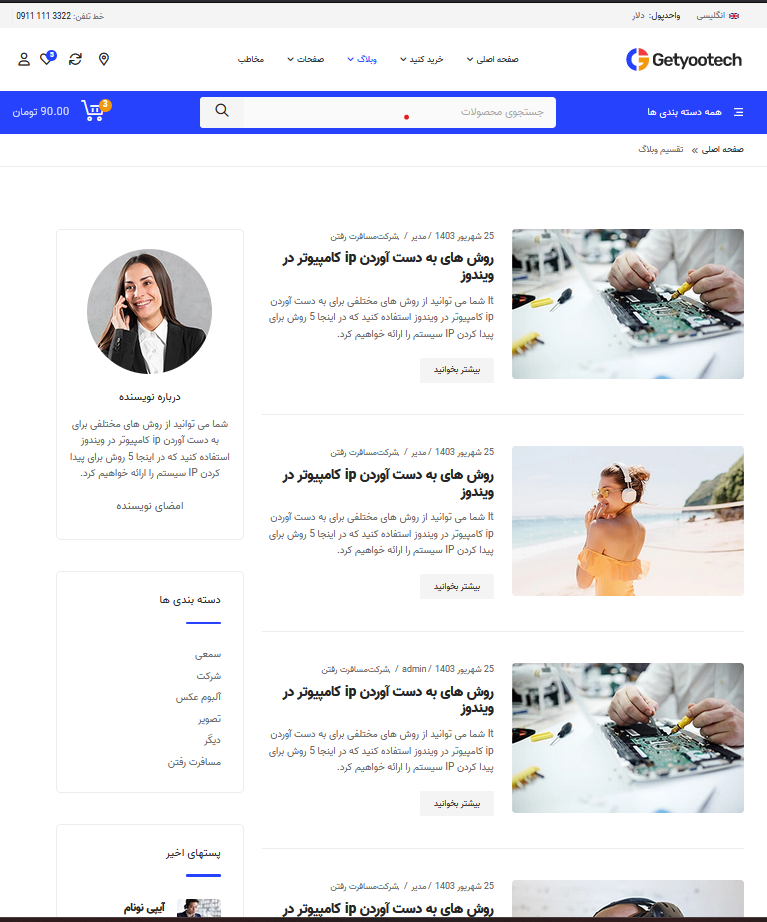 انگلیسی
واحدپول: دلار
خط تلفن: 3322 111 0911
Getyootech
صفحه اصلی
خرید کنید
وبلاگ
صفحات
مخاطب
3
همه دسته بندی ها
جستجوی محصولات
3
90.00 تومان
صفحه اصلی » تقسیم وبلاگ
25 شهریور 1403 / مدیر / شرکت,مسافرت رفتن
روش های به دست آوردن ip کامپیوتر در
ویندوز
It شما می توانید از روش های مختلفی برای به دست آوردن
ip کامپیوتر در ویندوز استفاده کنید که در اینجا 5 روش برای
پیدا کردن IP سیستم را ارائه خواهیم کرد.
بیشتر بخوانید
25 شهریور 1403 / مدیر / شرکت,مسافرت رفتن
روش های به دست آوردن ip کامپیوتر در
ویندوز
It شما می توانید از روش های مختلفی برای به دست آوردن
ip کامپیوتر در ویندوز استفاده کنید که در اینجا 5 روش برای
پیدا کردن IP سیستم را ارائه خواهیم کرد.
بیشتر بخوانید
25 شهریور 1403 / admin / شرکت,مسافرت رفتن
روش های به دست آوردن ip کامپیوتر در
ویندوز
It شما می توانید از روش های مختلفی برای به دست آوردن
ip کامپیوتر در ویندوز استفاده کنید که در اینجا 5 روش برای
پیدا کردن IP سیستم را ارائه خواهیم کرد.
بیشتر بخوانید
25 شهریور 1403 / مدیر / شرکت,مسافرت رفتن
روش های به دست آوردن ip کامپیوتر در
درباره نویسنده
شما می توانید از روش های مختلفی برای
به دست آوردن ip کامپیوتر در ویندوز
استفاده کنید که در اینجا 5 روش برای پیدا
کردن IP سیستم را ارائه خواهیم کرد.
امضای نویسنده
دسته بندی ها
سمعی
شرکت
آلبوم عکس
تصویر
دیگر
مسافرت رفتن
پستهای اخیر
آیپی نونام